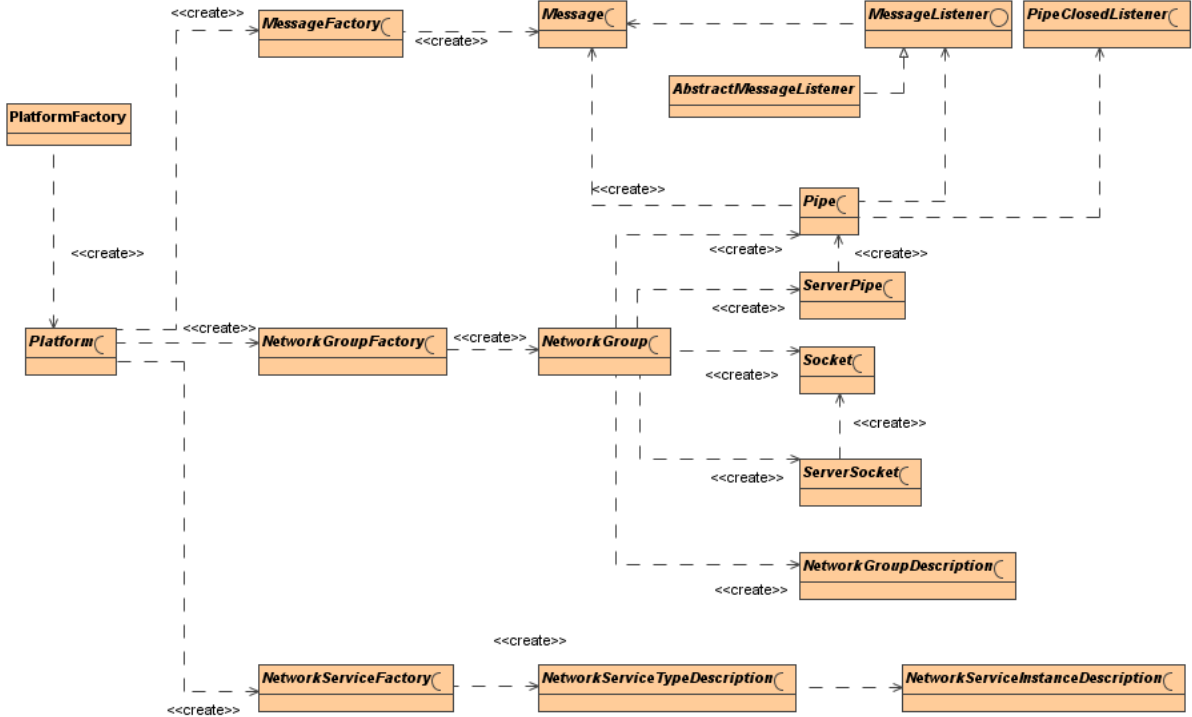 <<create>>
MessageFactory
<<create>>
Message
MessageListener
PipeClosedListener
AbstractMessageListener
PlatformFactory
<<create>>
Pipe
<<create>>
<<create>>
<<create>>
ServerPipe
<<create>>
Platform
<<create>>
NetworkGroupFactory
<<create>>
NetworkGroup
Socket
<<create>>
<<create>>
ServerSocket
<<create>>
NetworkGroupDescription
<<create>>
<<create>>
NetworkServiceFactory
NetworkServiceTypeDescription
NetworkServiceInstanceDescription
<<create>>